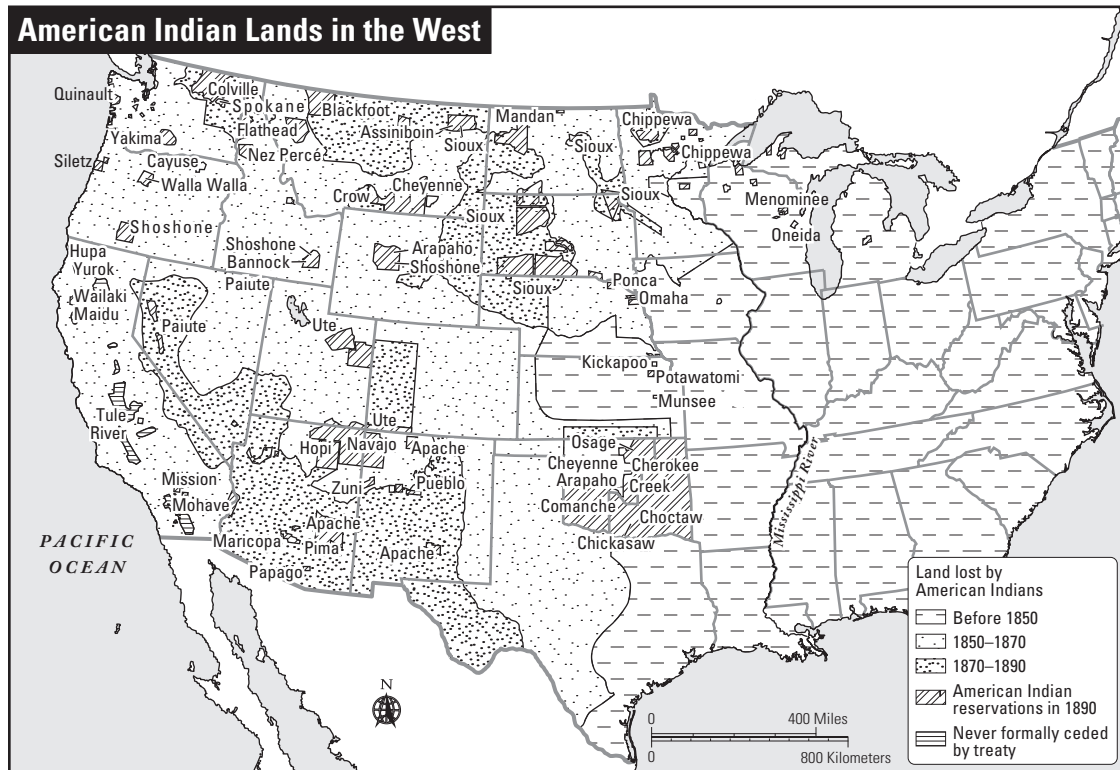 American Indian Lands in the West
Quinault
Colville
Spokane
Blackfoot
Yakima
Flathead
Assiniboin
Mandan
Chippewa
Sioux
Sioux
Siletz
Cayuse
Nez Percé
Chippewa
Walla Walla
Crow
Cheyenne
Sioux
Menominee
Shoshone
Sioux
Oneida
Hupa
Yurok
Shoshone
Bannock
Arapaho
Shoshone
Paiute
Sioux
Ponca
Omaha
Wailaki
Maidu
Paiute
Ute
Kickapoo
Potawatomi
Munsee
Tule
River
Ute
Hopi
Navajo
Apache
Osage
Cheyenne
Arapaho
Cherokee
Creek
Mission
Mohave
Zuni
Pueblo
Comanche
Choctaw
Chickasaw
Maricopa
Apache
Pima
Papago
Apache
Mississippi River
PACIFIC
OCEAN
N
0 400 Miles
0 800 Kilometers
Land lost by
American Indians
Before 1850
1850–1870
1870–1890
American Indian
reservations in 1890
Never formally ceded
by treaty